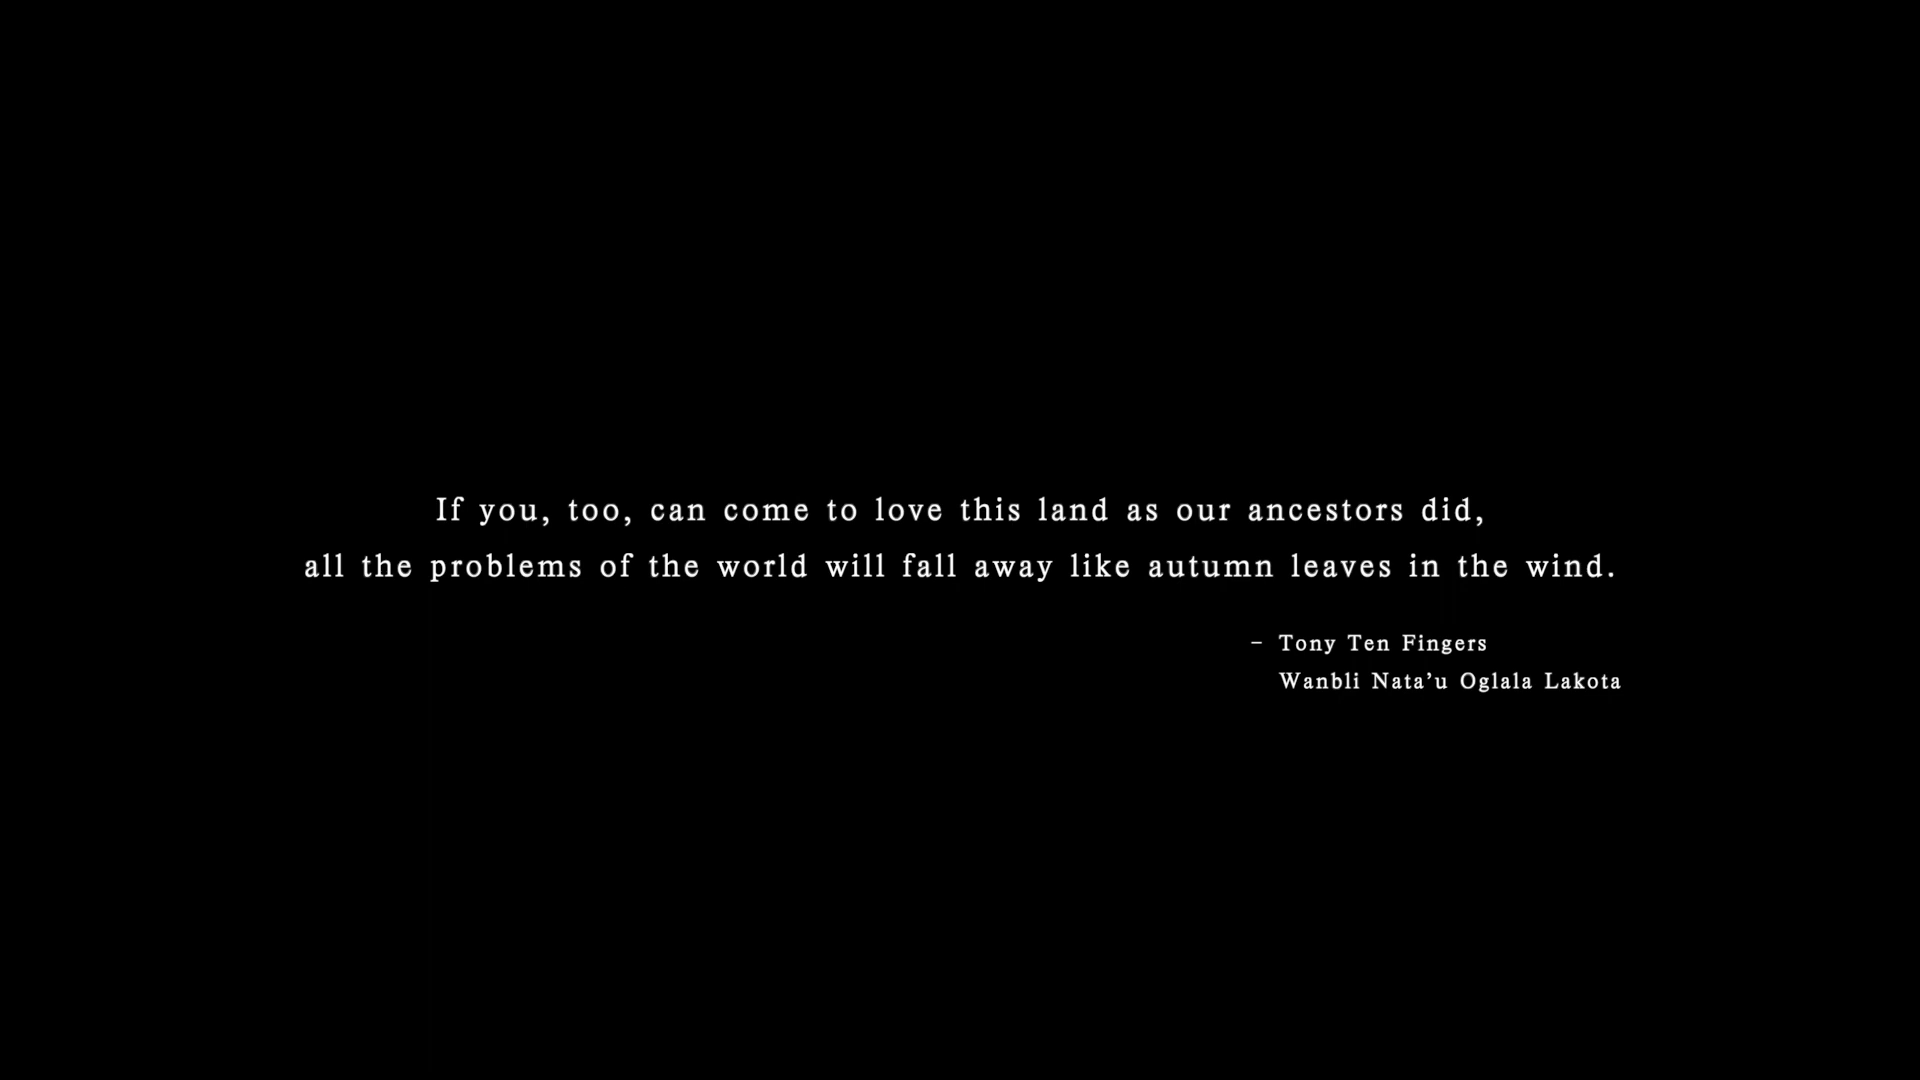 If you, too, can come to love this land as our ancestors did,
all the problems of the world will fall away like autumn leaves in the wind.
– Tony Ten Fingers
Wanbli Nata’u Oglala Lakota